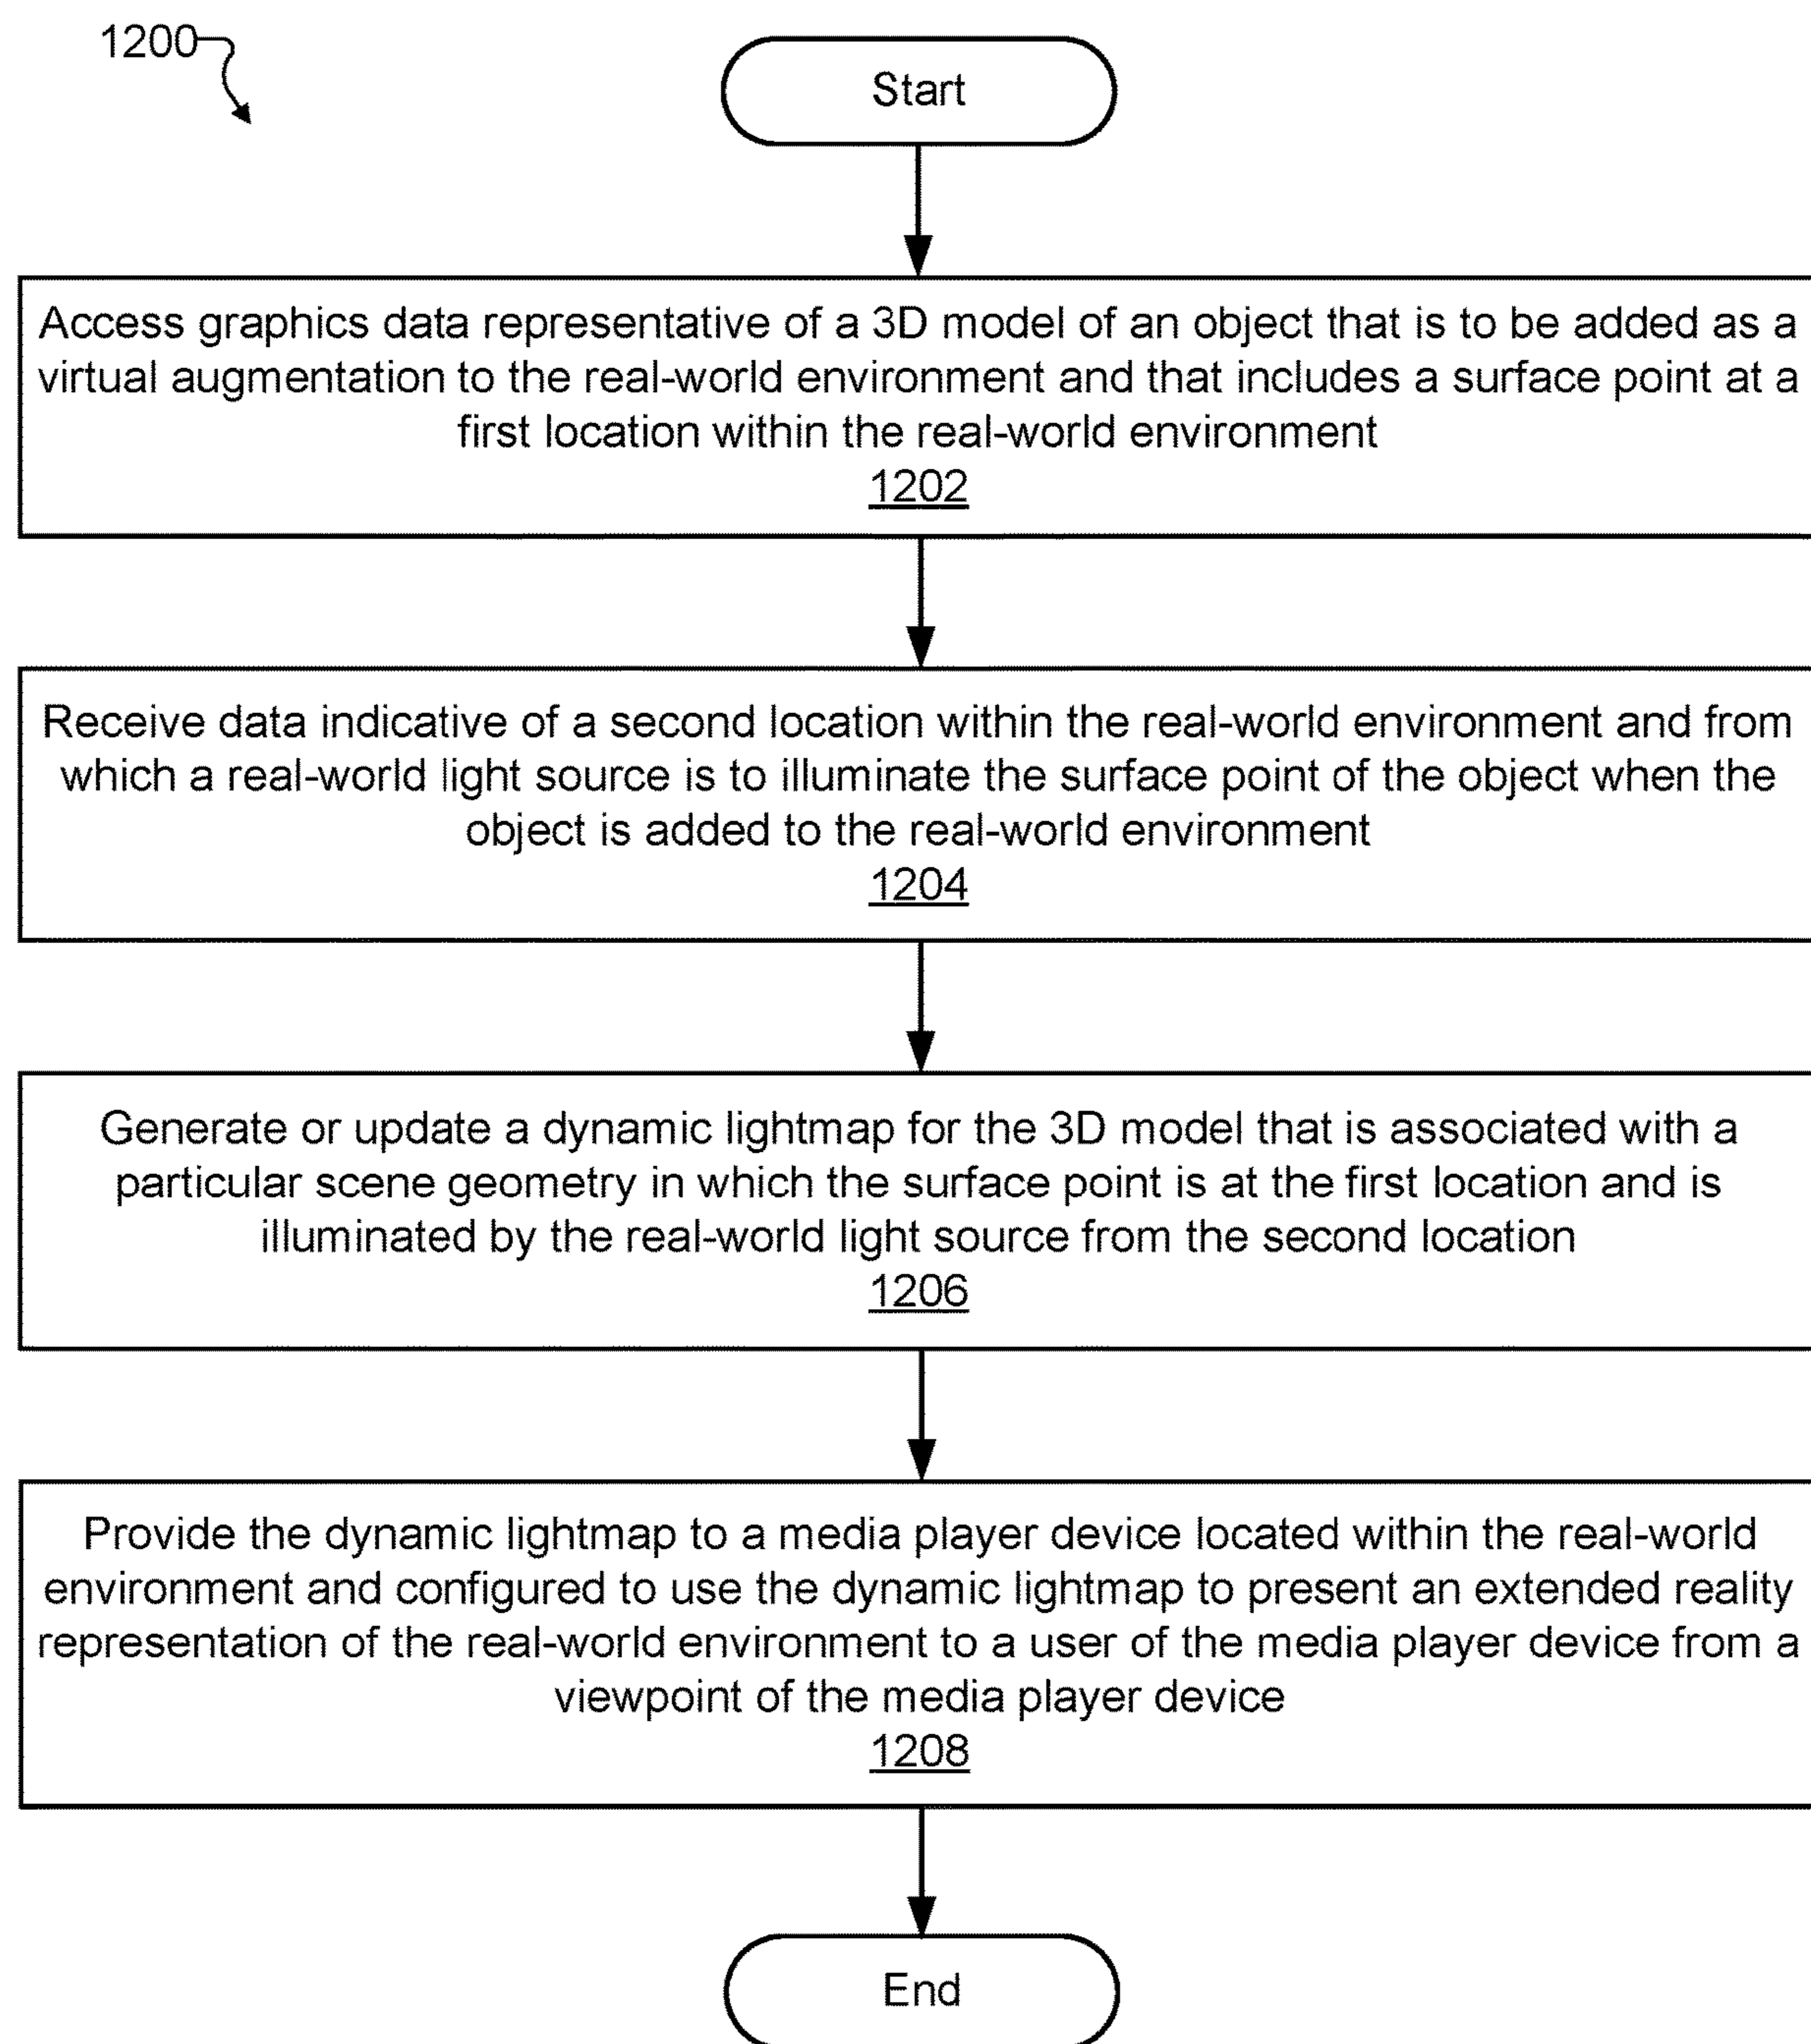 1200
Start
Access graphics data representative of a 3D model of an object that is to be added as a
virtual augmentation to the real-world environment and that includes a surface point at a
first location within the real-world environment
1202
Receive data indicative of a second location within the real-world environment and from
which a real-world light source is to illuminate the surface point of the object when the
object is added to the real-world environment
1204
Generate or update a dynamic lightmap for the 3D model that is associated with a
particular scene geometry in which the surface point is at the first location and is
illuminated by the real-world light source from the second location
1206
Provide the dynamic lightmap to a media player device located within the real-world
environment and configured to use the dynamic lightmap to present an extended reality
representation of the real-world environment to a user of the media player device from a
viewpoint of the media player device
1208
End